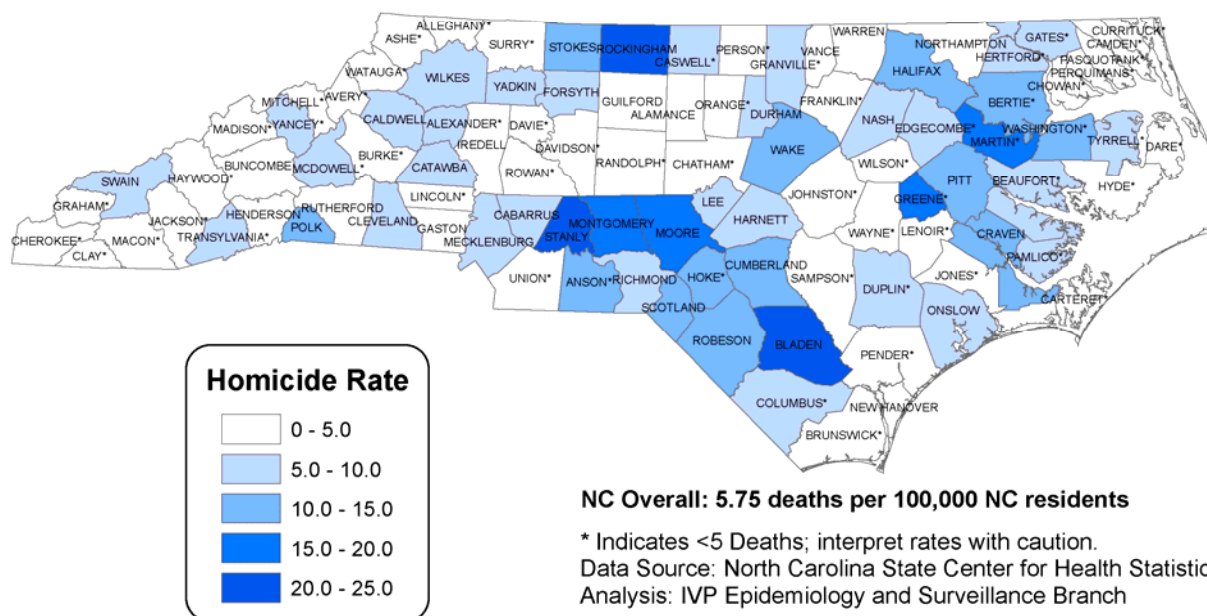 ALLEGHANY*
ASHE*
SURRY*
STOKES
ROCKINGHAM
CASWELL*
PERSON*
GRANVILLE*
VANCE
WARREN
NORTHAMPTON
GATES*
HERTFORD*
CURRITUCK*
CAMDEN*
PASQUOTANK*
PERQUIMANS*
CHOWAN*
WATAUGA*
WILKES
YADKIN
FORSYTH
GUILFORD
ALAMANCE
ORANGE*
DURHAM
FRANKLIN*
HALIFAX
BERTIE*
MITCHELL*
AVERY*
YANCEY*
CALDWELL
ALEXANDER*
DAVIE*
IREDELL
DAVIDSON
NASH
EDGECOMBE*
MARTIN*
WASHINGTON*
TYRRELL
DARE*
MADISON*
BUNCOMBE
MCDOWELL*
BURKE*
CATAWBA
ROWAN*
RANDOLPH*
CHATHAM*
WAKE
WILSON*
PITT
BEAUFORT*
HYDE*
SWAIN
HAYWOOD*
GRAHAM*
JACKSON*
HENDERSON
RUTHERFORD
POLK
CLEVELAND
LINCOLN*
GASTON
CABARRUS
MECKLENBURG
STANLY
MONTGOMERY
MOORE
LEE
HARNETT
JOHNSTON*
GREENE*
WAYNE*
LENOIR*
CRAVEN
PAMLICO*
CHEROKEE*
MACON*
CLAY*
TRANSYLVANIA*
UNION*
ANSON*
RICHMOND
HOKE*
SCOTLAND
CUMBERLAND
SAMPSON*
DUPLIN*
JONES*
CARTERET*
ONSLOW
ROBESON
BLADEN
PENDER*
COLUMBUS*
NEW HANOVER
BRUNSWICK*
Homicide Rate
0 - 5.0
5.0 - 10.0
10.0 - 15.0
15.0 - 20.0
20.0 - 25.0
NC Overall: 5.75 deaths per 100,000 NC residents
* Indicates <5 Deaths; interpret rates with caution.
Data Source: North Carolina State Center for Health Statistic
Analysis: IVP Epidemiology and Surveillance Branch